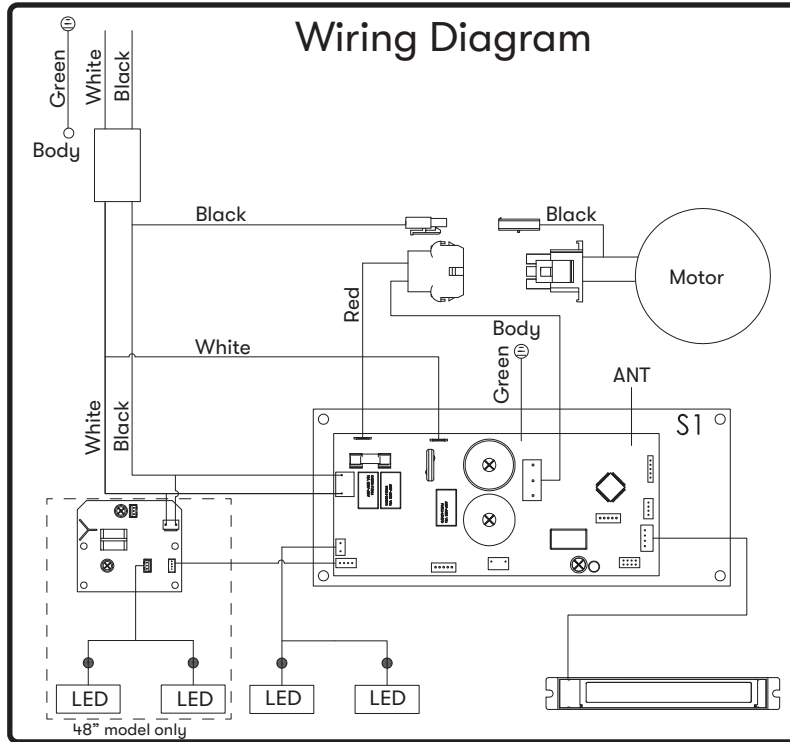 Wiring Diagram
Green
White
Black
Body
Black
Black
Motor
Red
White
Body
Green
ANT
S1
White
Black
LED
LED
LED
LED
48" model only